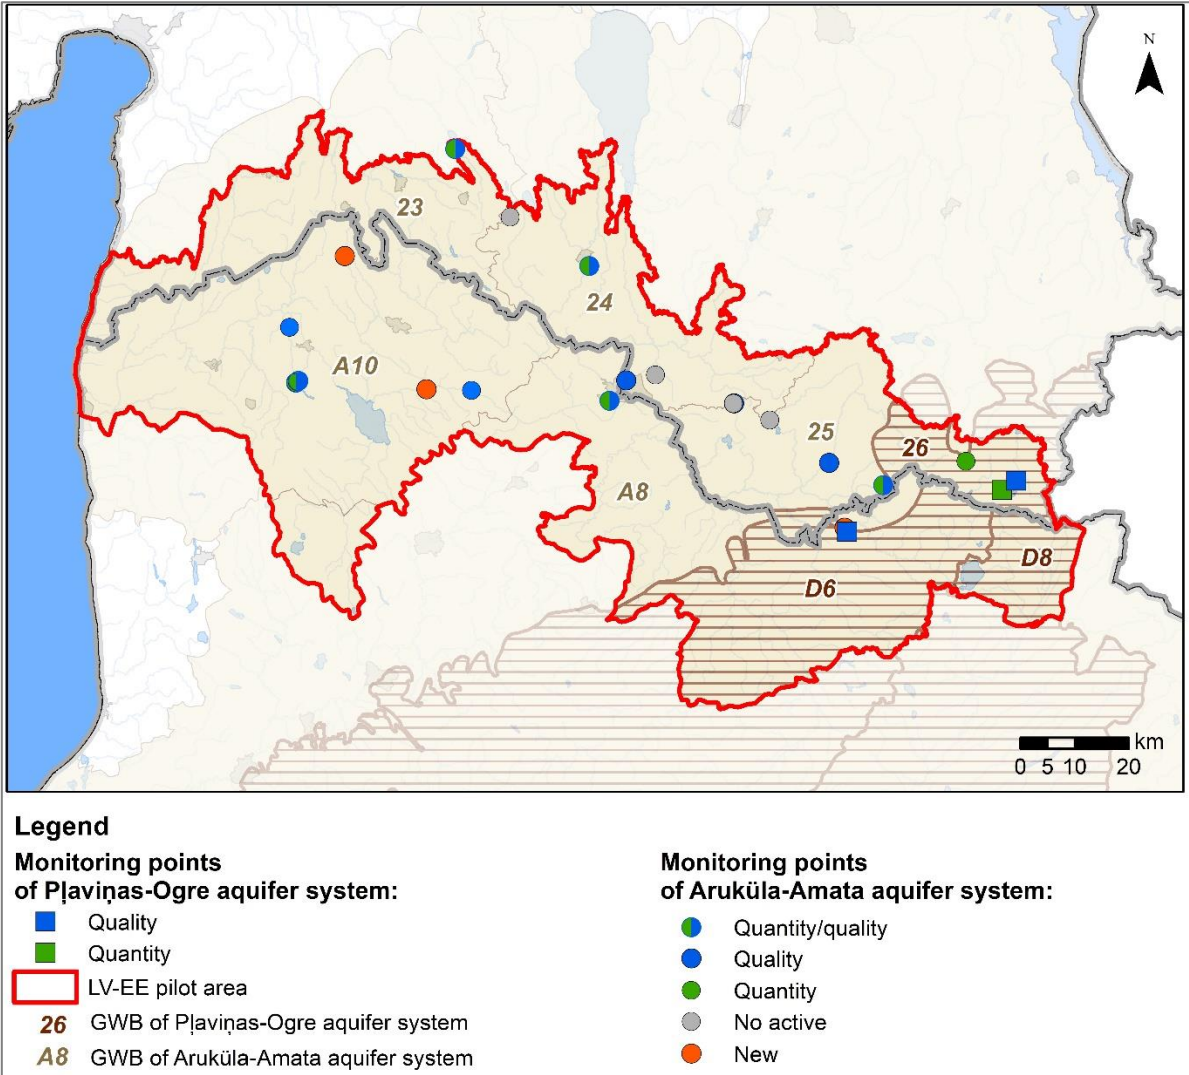 N
23
24
A10
25
26
A8
D6
D8
km
0 5 10 20
Legend
Monitoring points
of Pļaviņas-Ogre aquifer system:
Quality
Quantity
LV-EE pilot area
26 GWB of Pļaviņas-Ogre aquifer system
A8 GWB of Aruküla-Amata aquifer system
Monitoring points
of Aruküla-Amata aquifer system:
Quantity/quality
Quality
Quantity
No active
New